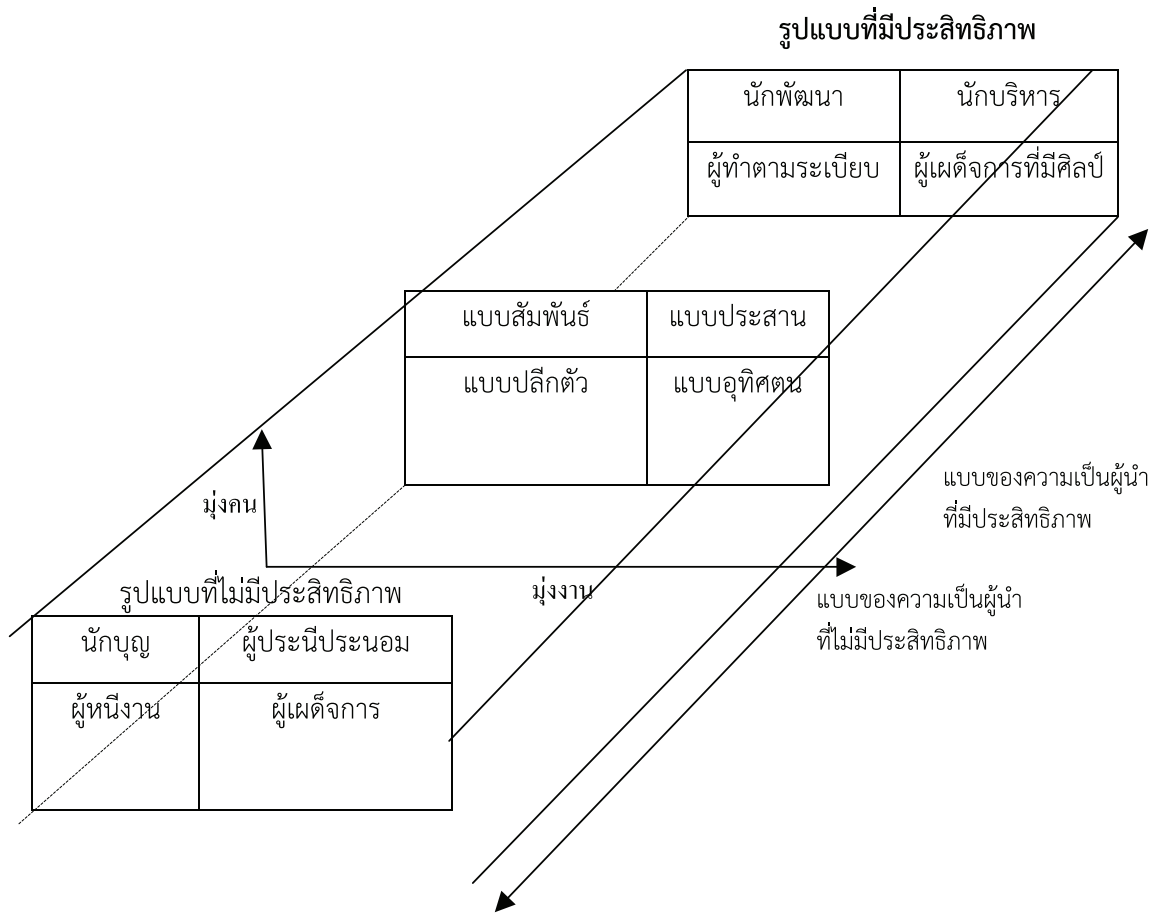 รูปแบบที่มีประสิทธิภาพ
นักพัฒนา
นักบริหาร
ผู้ทำตามระเบียบ
ผู้เผด็จการที่มีศิลป์
แบบสัมพันธ์
แบบประสาน
แบบปลีกตัว
แบบอุทิศตน
แบบของความเป็นผู้นำ
ที่มีประสิทธิภาพ
มุ่งคน
มุ่งงาน
แบบของความเป็นผู้นำ
ที่ไม่มีประสิทธิภาพ
รูปแบบที่ไม่มีประสิทธิภาพ
นักบุญ
ผู้ประนีประนอม
ผู้หนีงาน
ผู้เผด็จการ